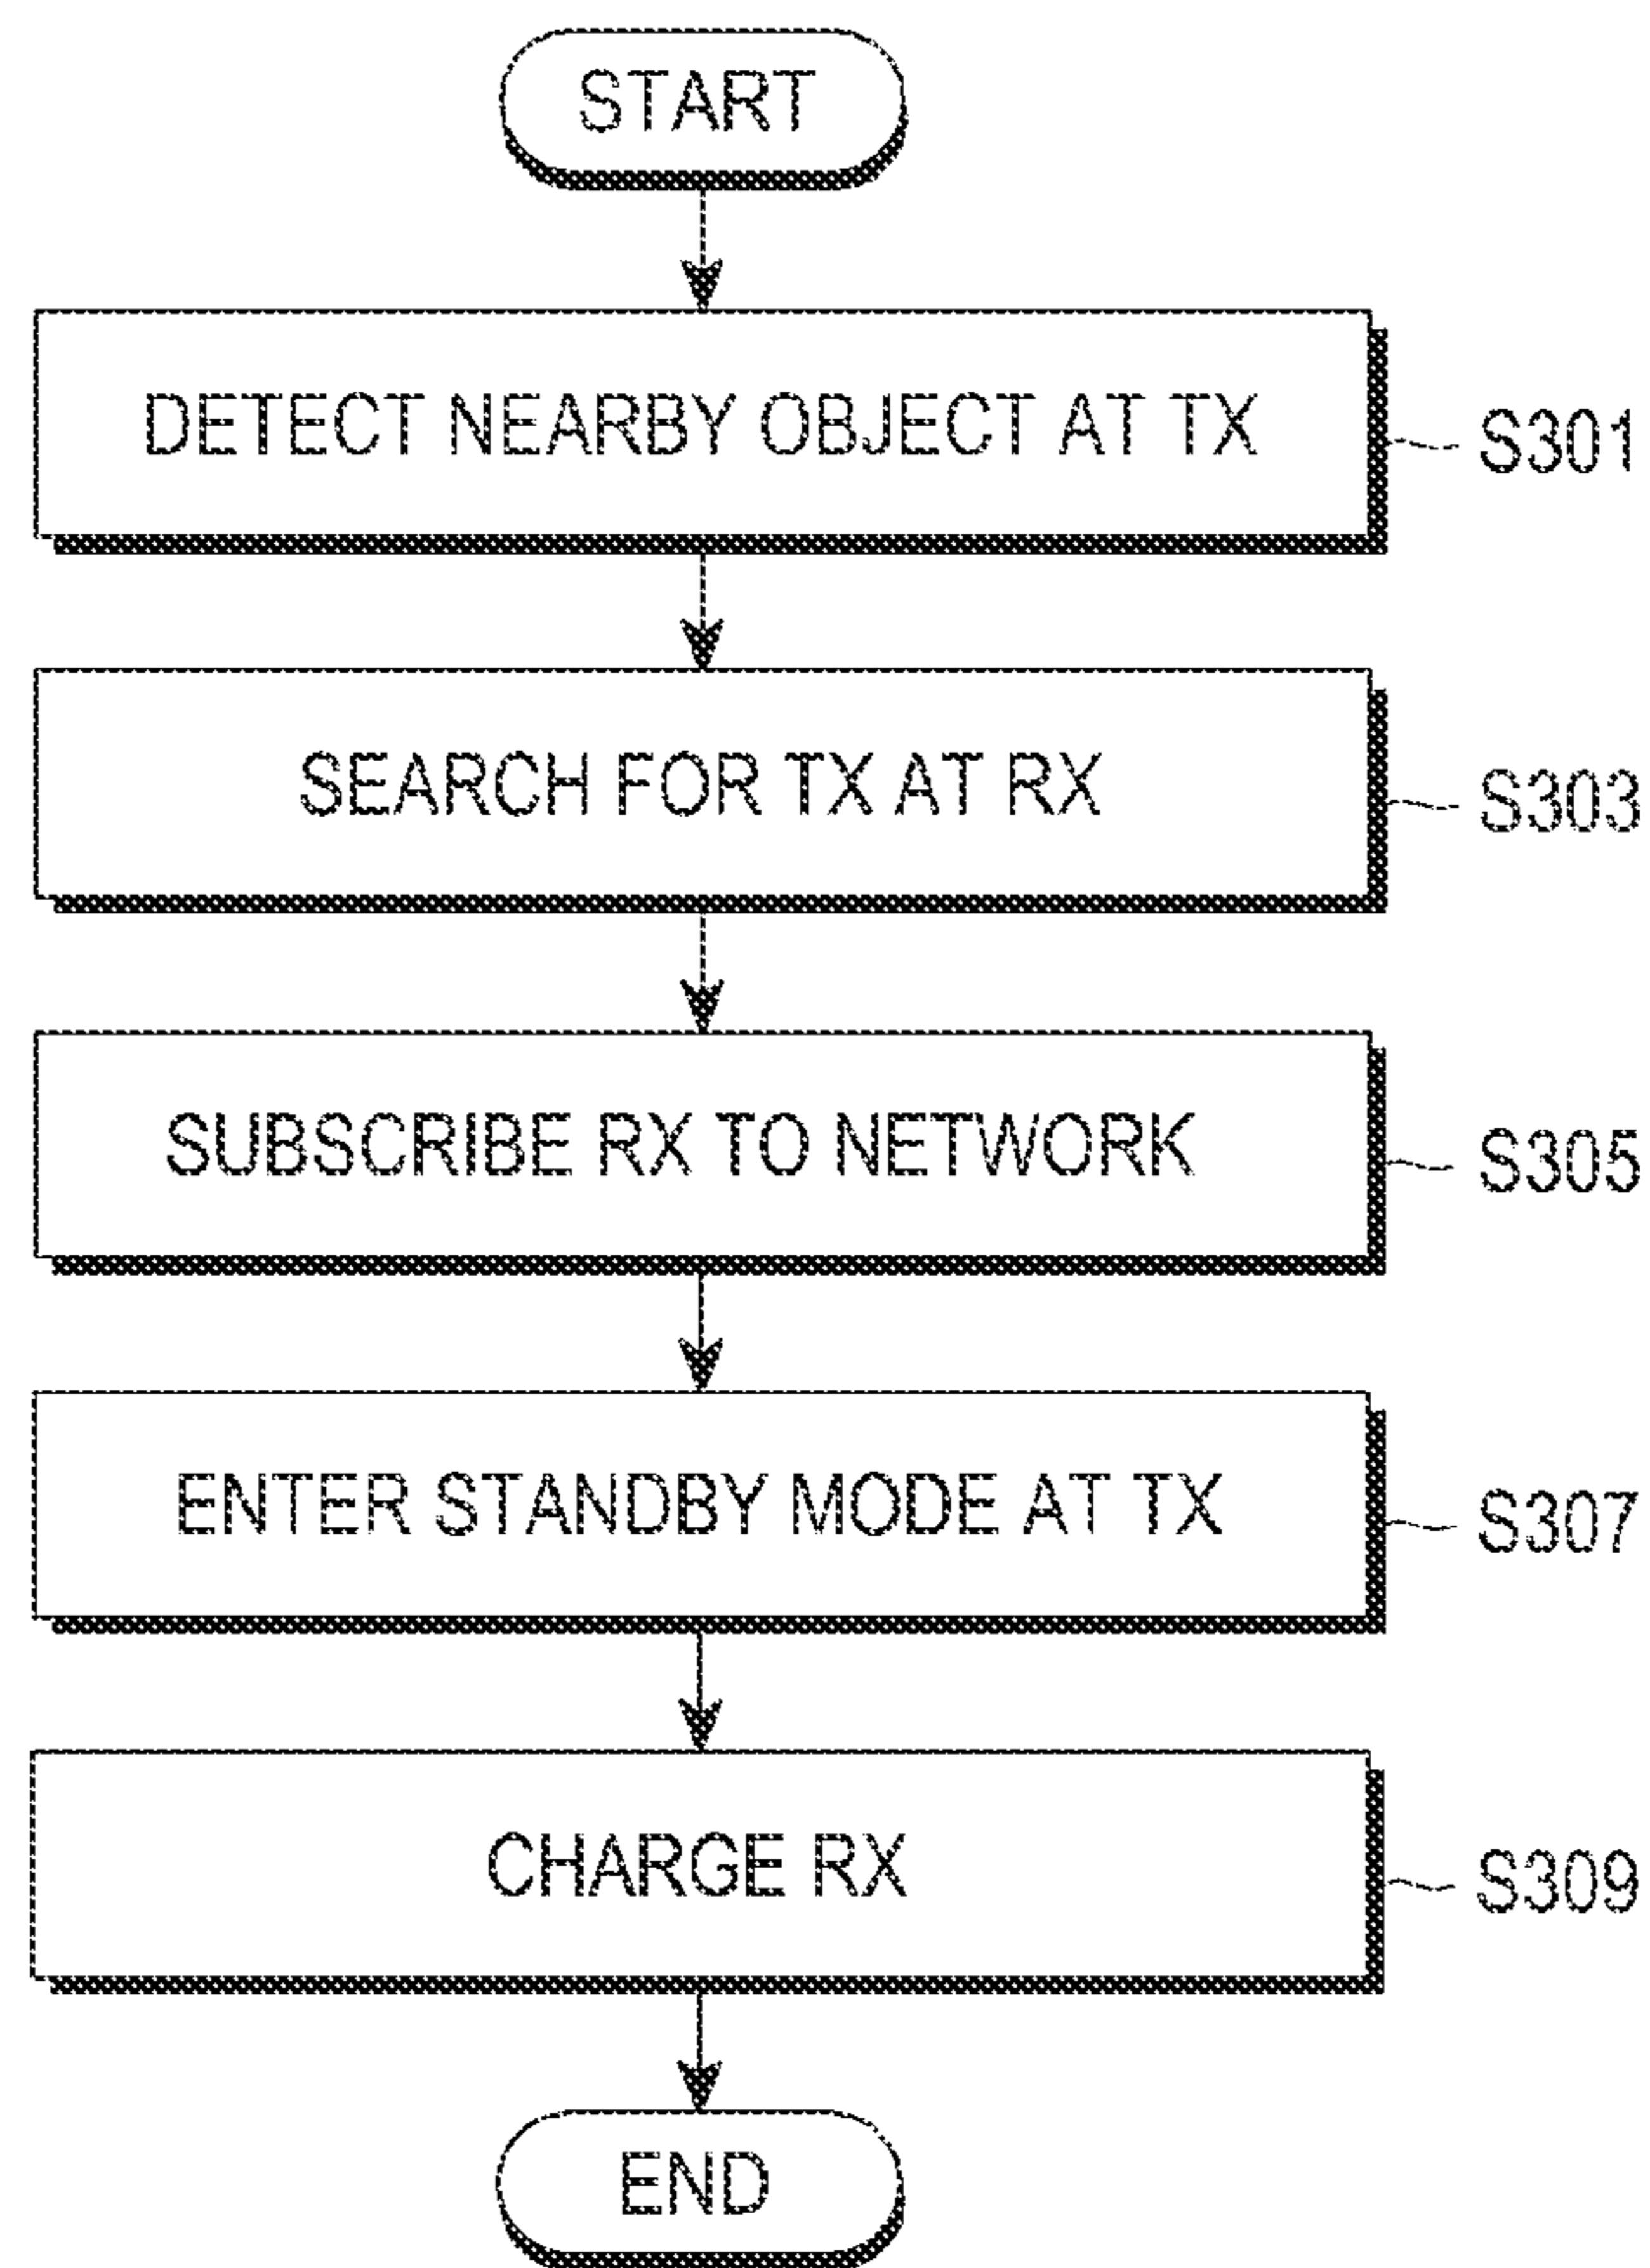 START
DETECT NEARBY OBJECT AT TX
S301
SEARCH FOR TX AT RX
S303
SUBSCRIBE RX TO NETWORK
S305
ENTER STANDBY MODE AT TX
S307
CHARGE RX
S309
END